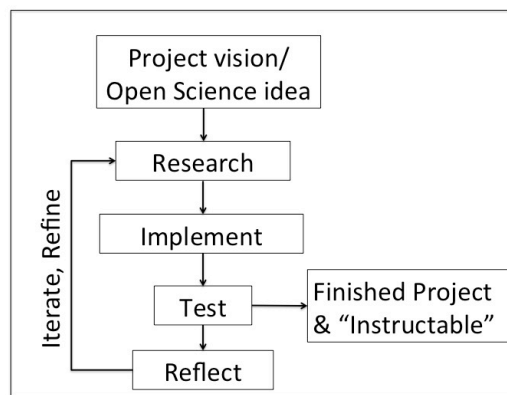 Project vision/
Open Science idea
Research
Implement
Iterate, Refine
Test
Finished Project
& “Instructable”
Reflect